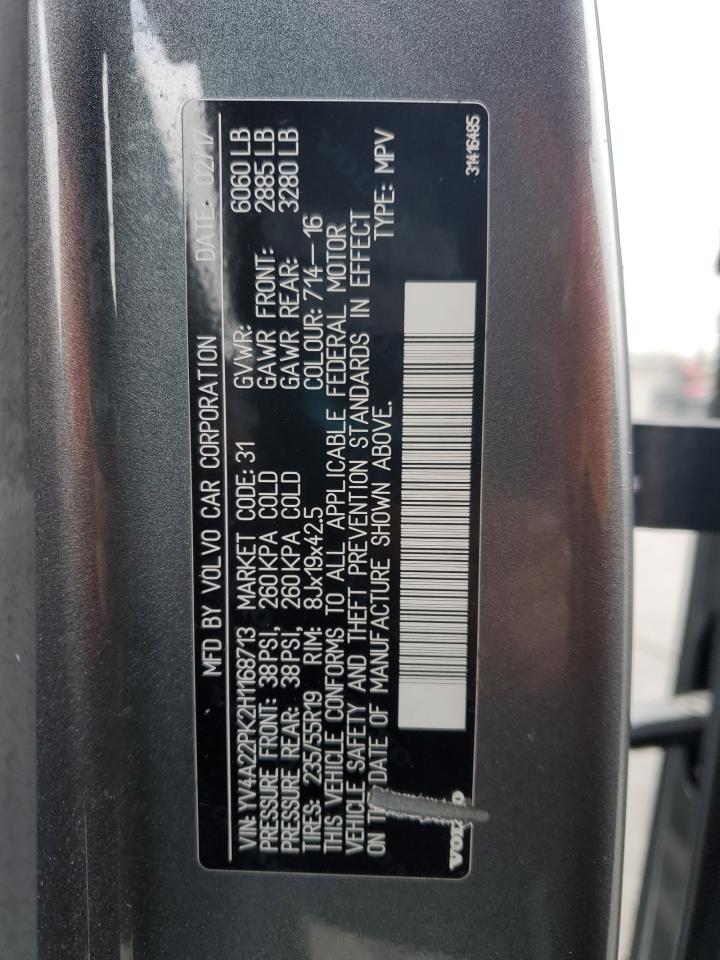 MFD BY VOLVO CAR CORPORATION DATE: 02/17
VIN: YV4A22PK2H1168713 MARKET CODE: 31 GVWR: 6060 LB
PRESSURE FRONT: 38PSI, 260KPA COLD GAWR FRONT: 2885 LB
PRESSURE REAR: 38PSI, 260KPA COLD GAWR REAR: 3280 LB
TIRES: 235/55R19 RIM: 8Jx19x42.5 COLOUR: 714-16
THIS VEHICLE CONFORMS TO ALL APPLICABLE FEDERAL MOTOR
VEHICLE SAFETY AND THEFT PREVENTION STANDARDS IN EFFECT
ON THE DATE OF MANUFACTURE SHOWN ABOVE. TYPE: MPV
VOLVO 31416485